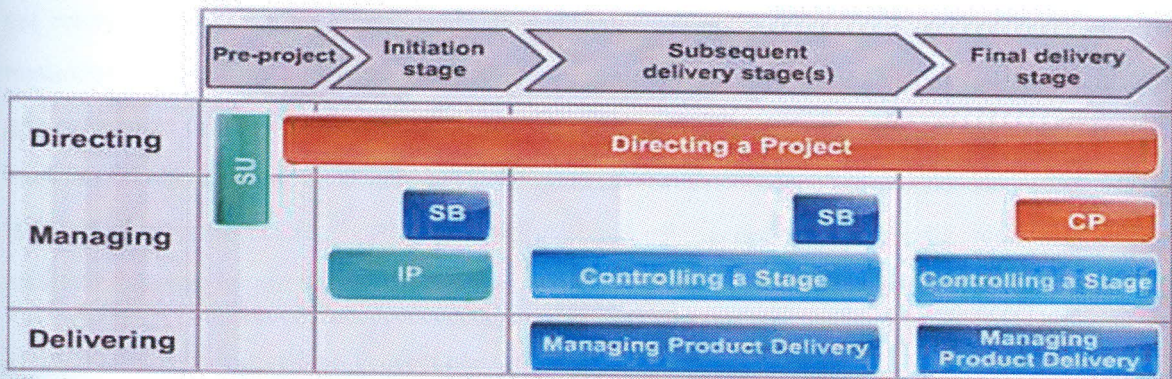 Pre-project
Initiation
stage
Subsequent
delivery stage(s)
Final delivery
stage
Directing
SU
Directing a Project
Managing
SB
SB
CP
IP
Controlling a Stage
Controlling a Stage
Delivering
Managing Product Delivery
Managing
Product Delivery